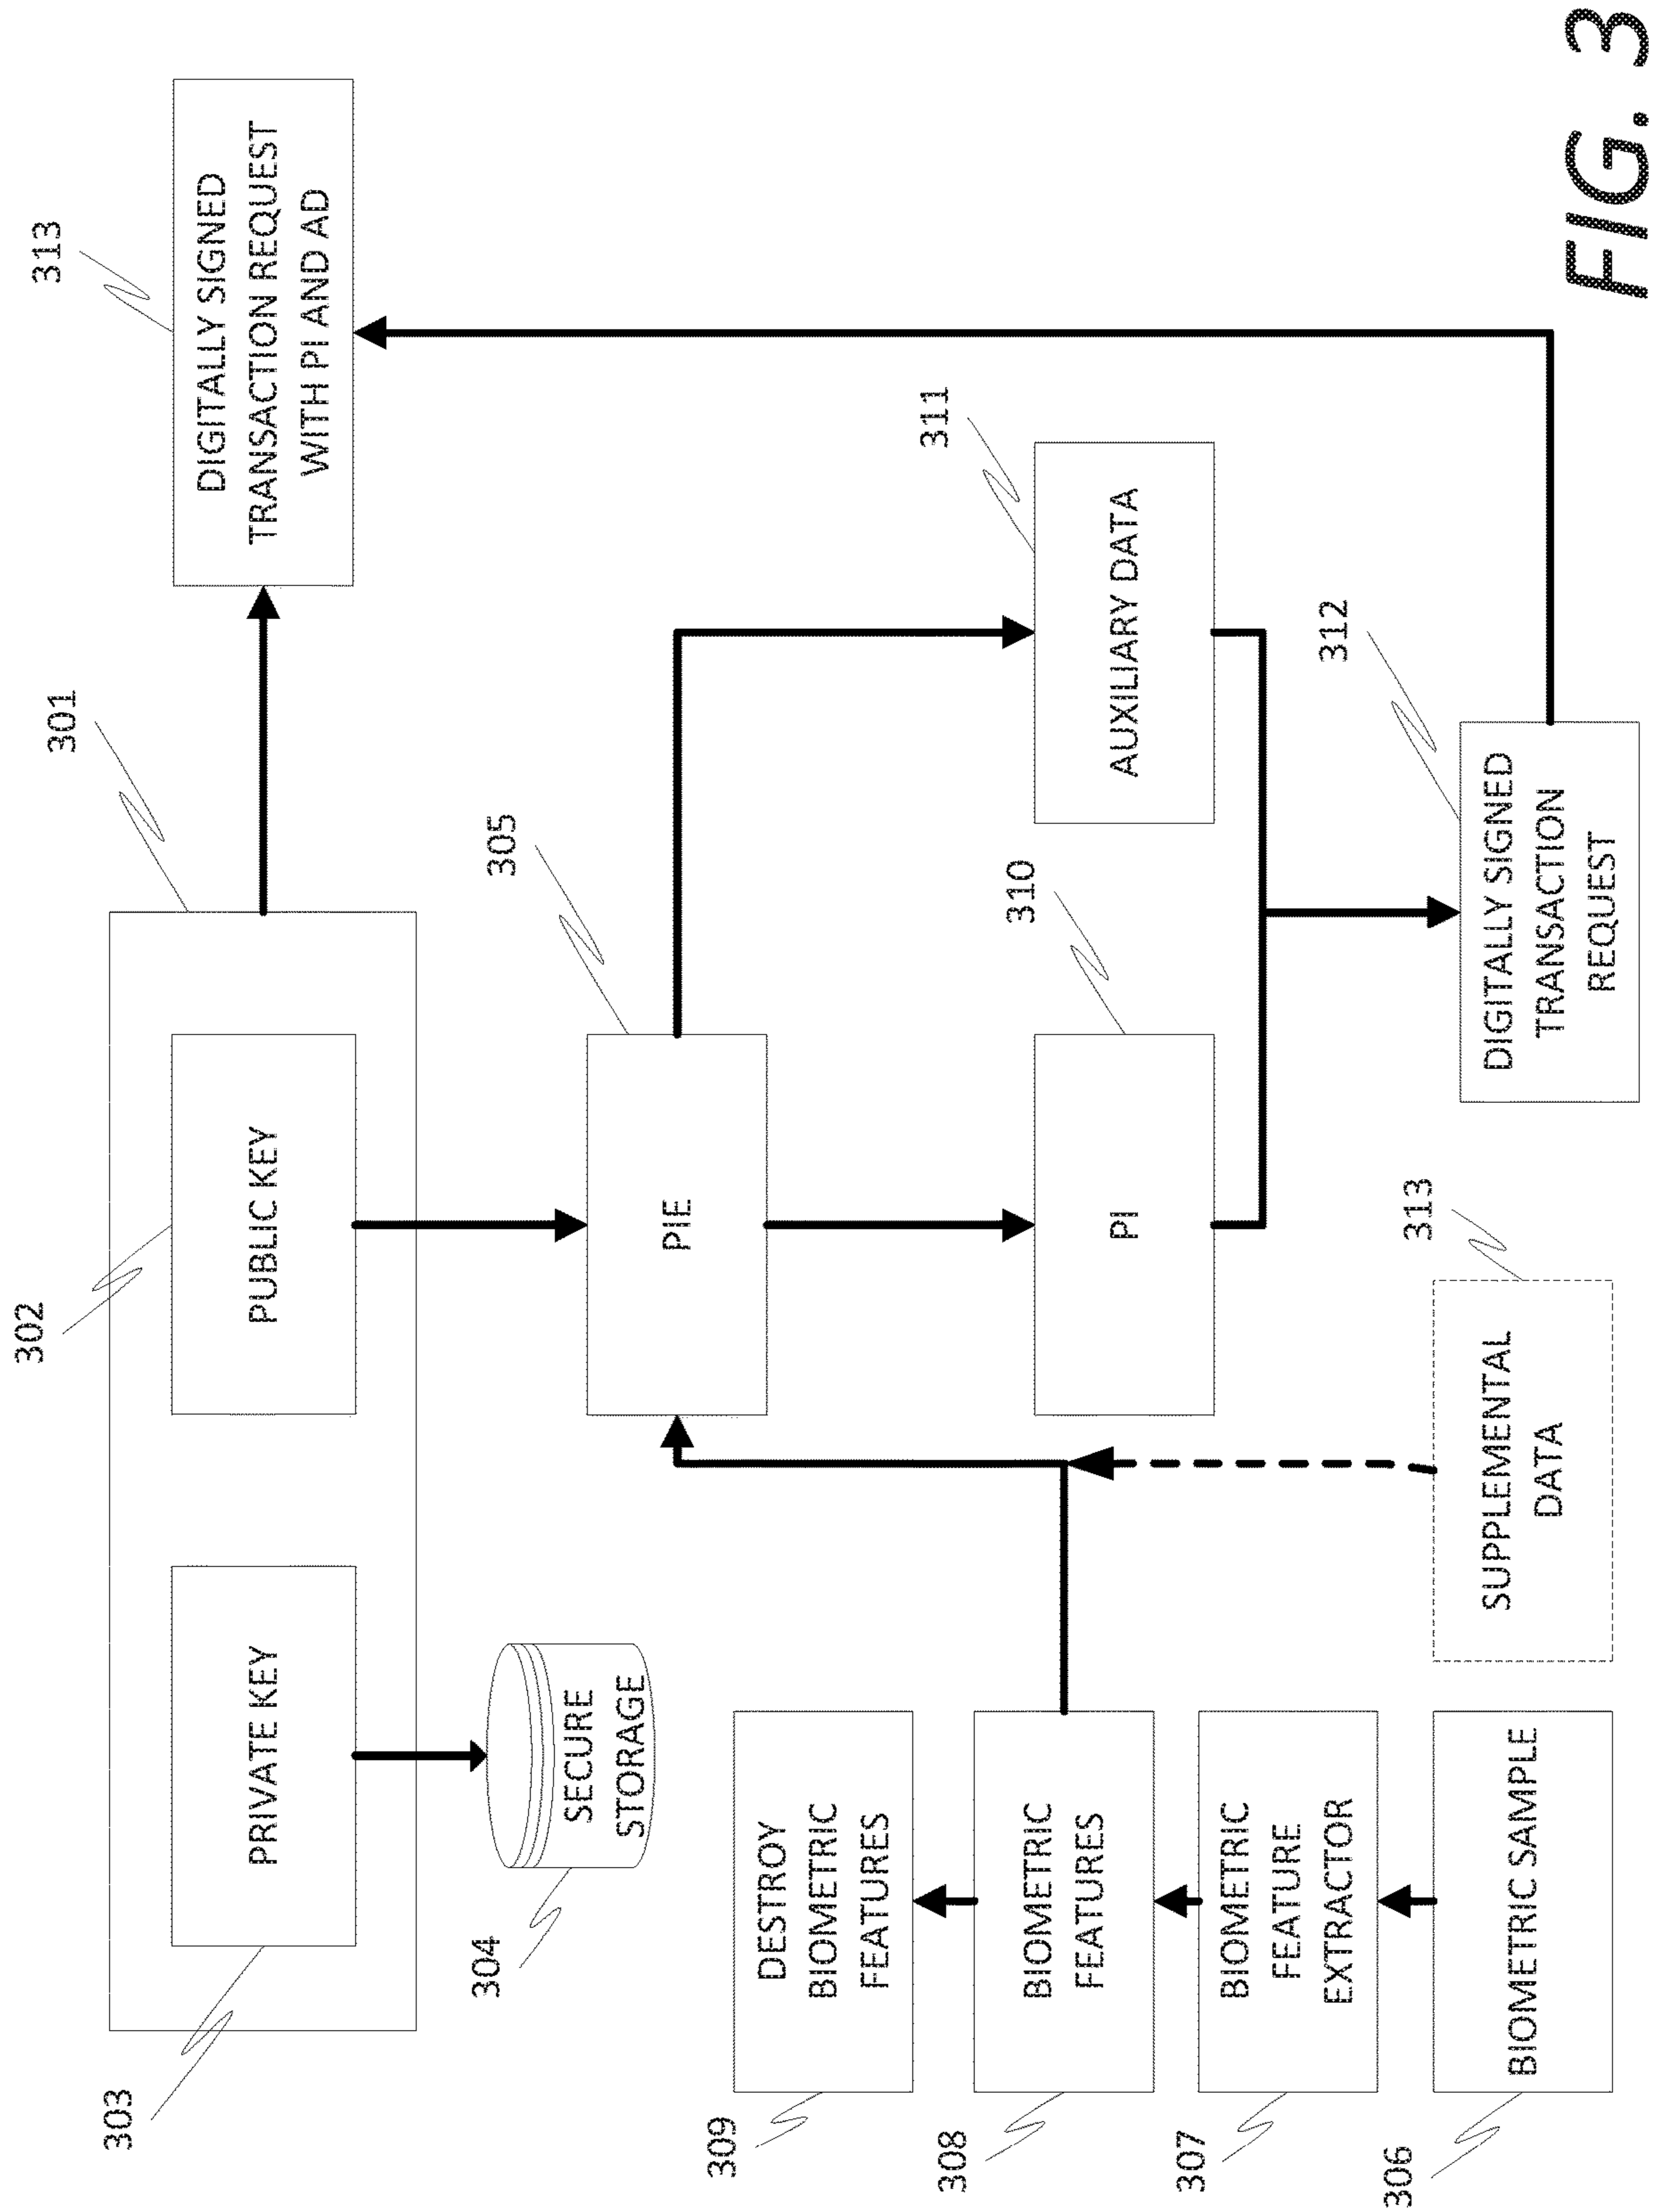 301
302
303
PRIVATE KEY
PUBLIC KEY
313
DIGITALLY SIGNED
TRANSACTION REQUEST
WITH PI AND AD
304
SECURE
STORAGE
305
PIE
309
DESTROY
BIOMETRIC
FEATURES
308
BIOMETRIC
FEATURES
310
PI
311
AUXILIARY DATA
307
BIOMETRIC
FEATURE
EXTRACTOR
306
BIOMETRIC SAMPLE
313
SUPPLEMENTAL
DATA
312
DIGITALLY SIGNED
TRANSACTION
REQUEST
FIG. 3